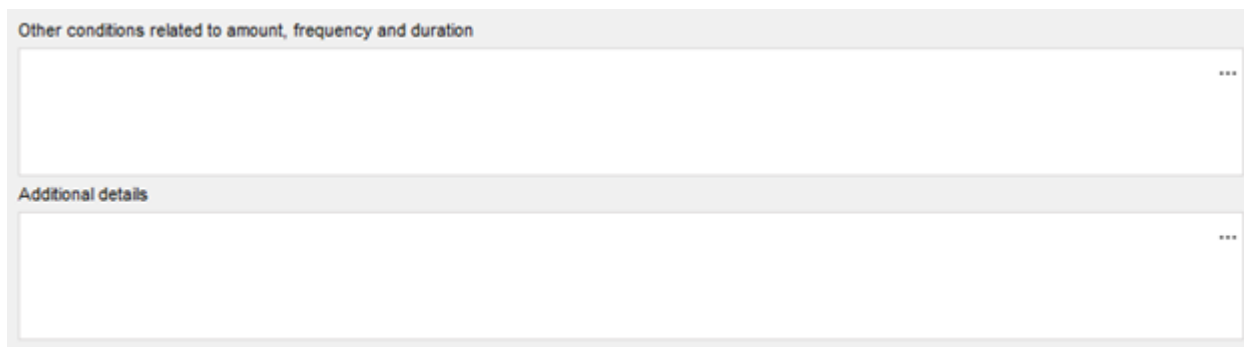 Other conditions related to amount, frequency and duration
...
Additional details
...